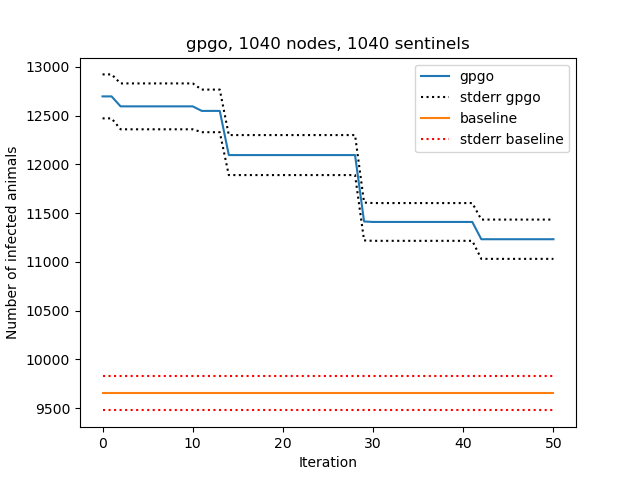 gpgo, 1040 nodes, 1040 sentinels
gpgo
stderr gpgo
baseline
stderr baseline
Number of infected animals
13000
12500
12000
11500
11000
10500
10000
9500
0 10 20 30 40 50
Iteration